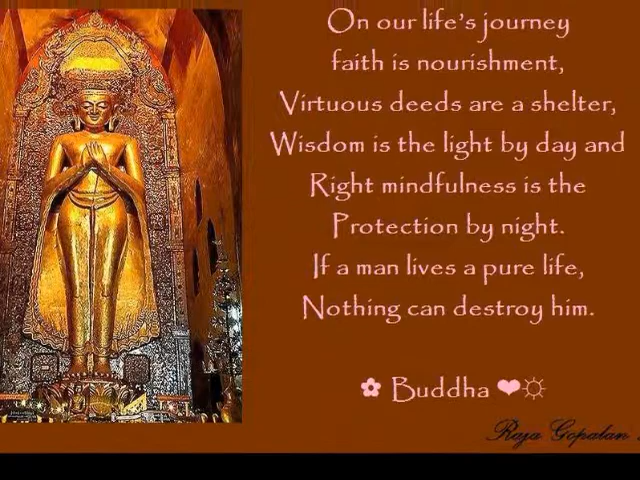 On our life's journey
faith is nourishment,
Virtuous deeds are a shelter,
Wisdom is the light by day and
Right mindfulness is the
Protection by night.
If a man lives a pure life,
Nothing can destroy him.
✿ Buddha ❤☼
Raja Gopalan